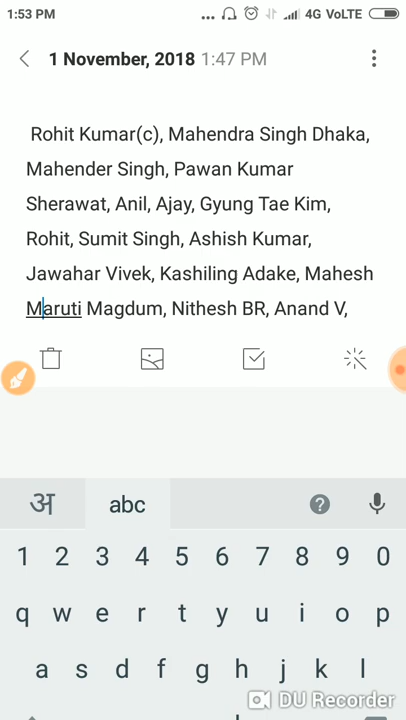 1:53 PM ... 4G VoLTE
1 November, 2018 1:47 PM
Rohit Kumar(c), Mahendra Singh Dhaka,
Mahender Singh, Pawan Kumar
Sherawat, Anil, Ajay, Gyung Tae Kim,
Rohit, Sumit Singh, Ashish Kumar,
Jawahar Vivek, Kashiling Adake, Mahesh
Maruti Magdum, Nithesh BR, Anand V,
अ abc ?
1 2 3 4 5 6 7 8 9 0
q w e r t y u i o p
a s d f g h j k l
DU Recorder